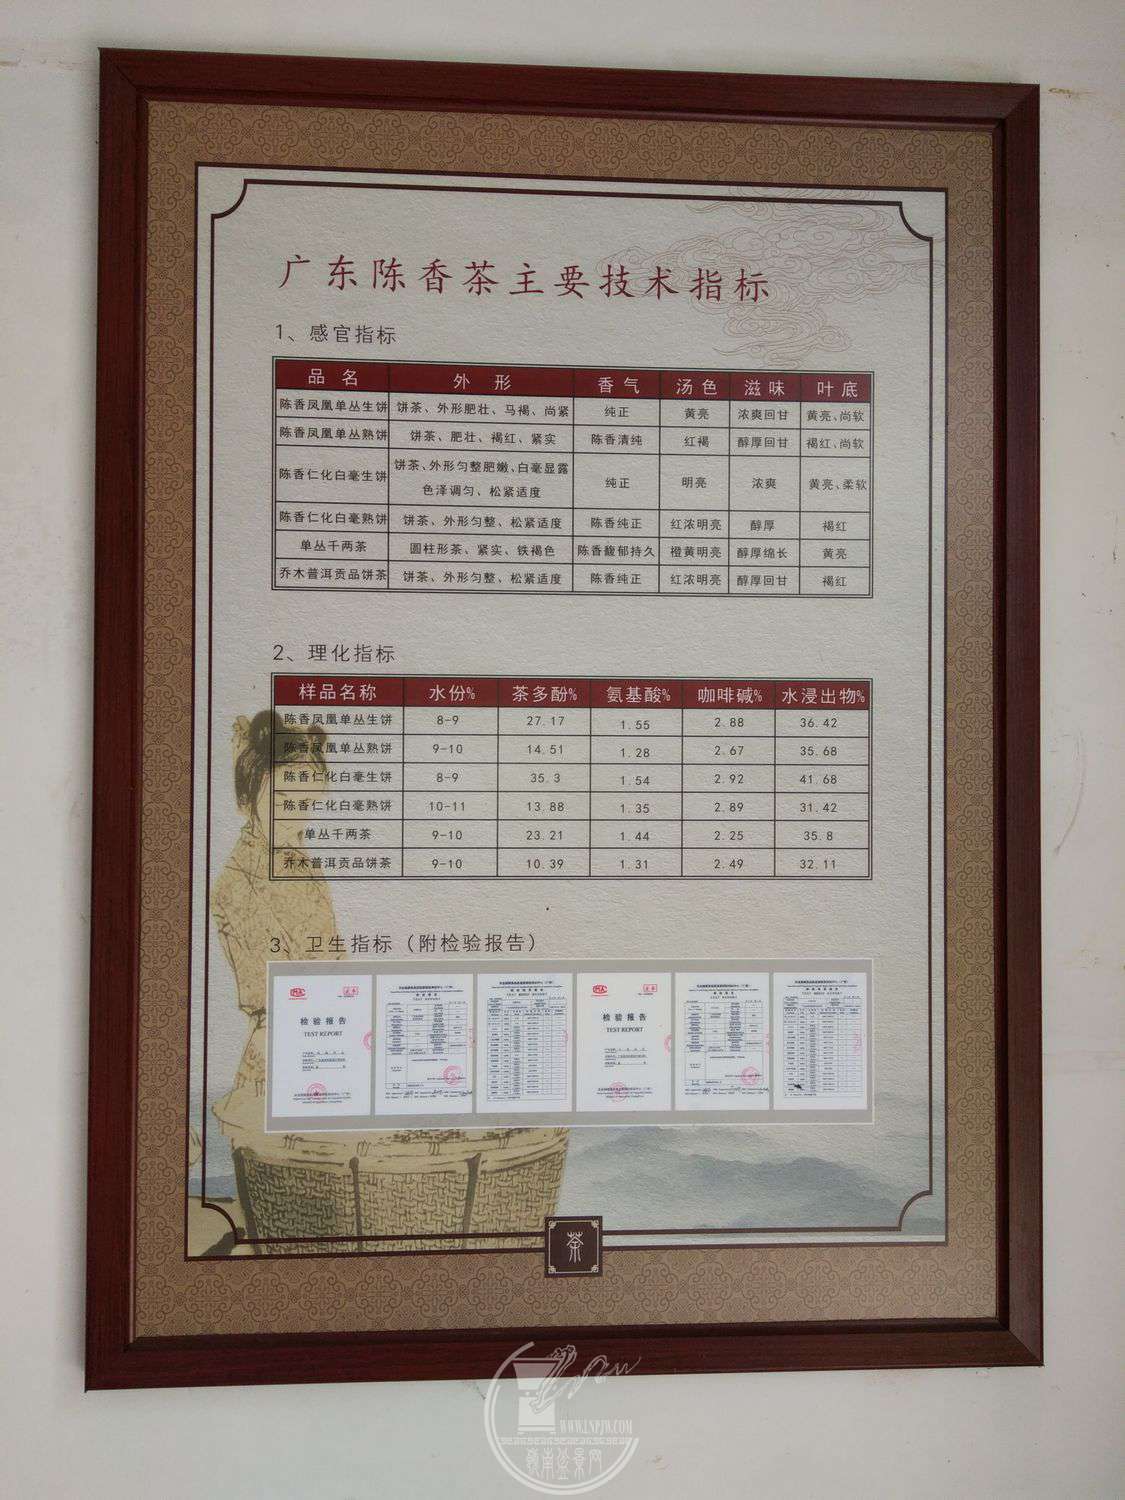 广东陈香茶主要技术指标
1、感官指标
品 名 外 形 香 气 汤 色 滋 味 叶 底
陈香凤凰单丛生饼 饼茶、外形肥壮、马褐、尚紧 纯正 黄亮 浓爽回甘 黄亮、尚软
陈香凤凰单丛熟饼 饼茶、肥壮、褐红、紧实 陈香清纯 红褐 醇厚回甘 褐红、尚软
陈香仁化白毫生饼 饼茶、外形匀整肥嫩、白毫显露 纯正 明亮 浓爽 黄亮、柔软
色泽调匀、松紧适度
陈香仁化白毫熟饼 饼茶、外形匀整、松紧适度 陈香纯正 红浓明亮 醇厚 褐红
单丛千两茶 圆柱形茶、紧实、铁褐色 陈香馥郁持久 橙黄明亮 醇厚绵长 黄亮
乔木普洱贡品饼茶 饼茶、外形匀整、松紧适度 陈香纯正 红浓明亮 醇厚回甘 褐红
2、理化指标
样品名称 水份% 茶多酚% 氨基酸% 咖啡碱% 水浸出物%
陈香凤凰单丛生饼 8-9 27.17 1.55 2.88 36.42
陈香凤凰单丛熟饼 9-10 14.51 1.28 2.67 35.68
陈香仁化白毫生饼 8-9 35.3 1.54 2.92 41.68
陈香仁化白毫熟饼 10-11 13.88 1.35 2.89 31.42
单丛千两茶 9-10 23.21 1.44 2.25 35.8
乔木普洱贡品饼茶 9-10 10.39 1.31 2.49 32.11
3、卫生指标（附检验报告）
检 验 报 告
TEST REPORT
检 验 报 告
TEST REPORT
茶
WWW.LNPJW.COM
岭南盆景网